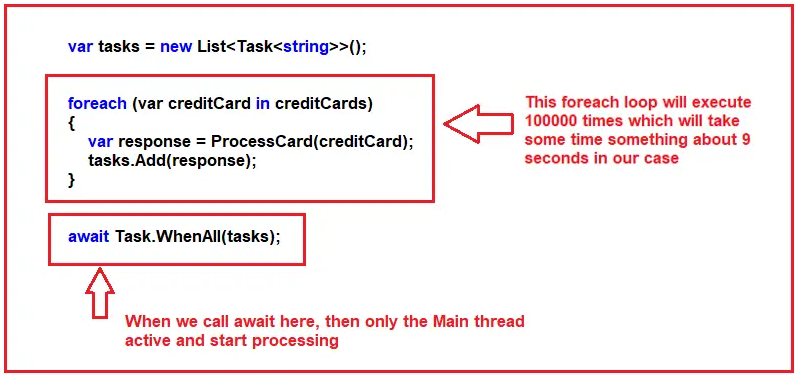 var tasks = new List<Task<string>>();
foreach (var creditCard in creditCards)
{
var response = ProcessCard(creditCard);
tasks.Add(response);
}
This foreach loop will execute
100000 times which will take
some time something about 9
seconds in our case
await Task.WhenAll(tasks);
When we call await here, then only the Main thread
active and start processing